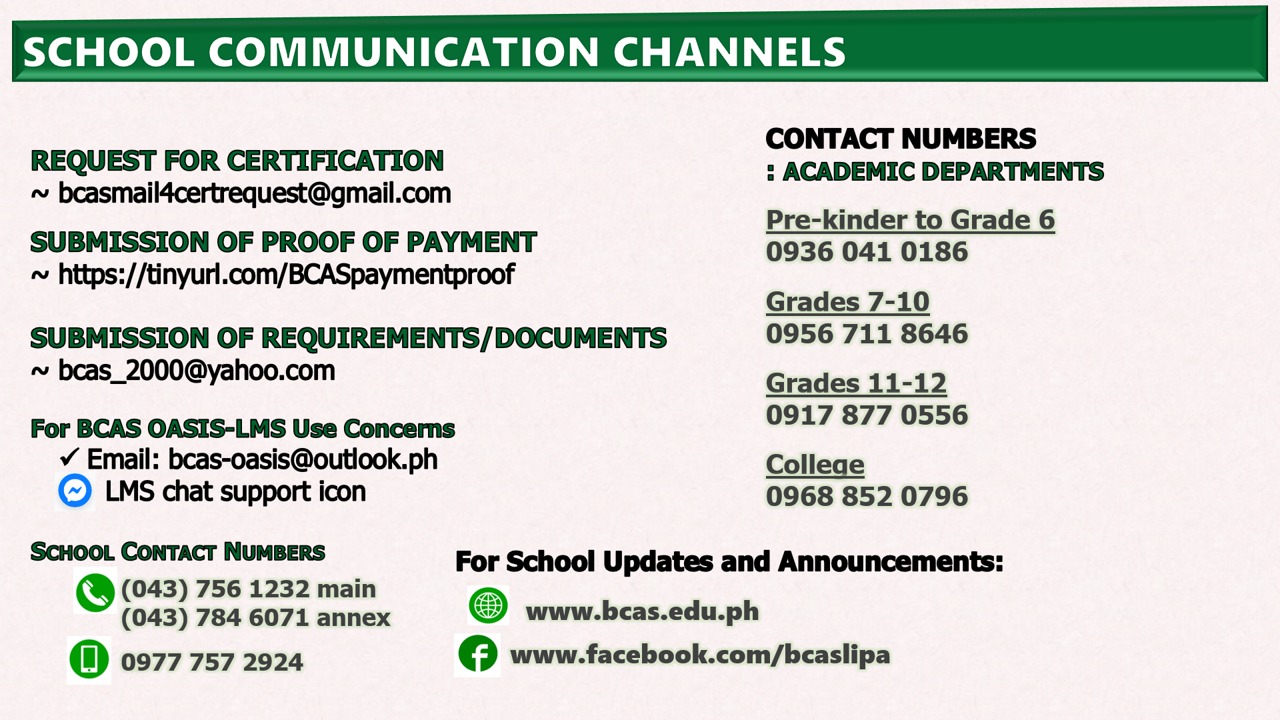 SCHOOL COMMUNICATION CHANNELS
REQUEST FOR CERTIFICATION
~ bcasmail4certrequest@gmail.com
SUBMISSION OF PROOF OF PAYMENT
~ https://tinyurl.com/BCASpaymentproof
SUBMISSION OF REQUIREMENTS/DOCUMENTS
~ bcas_2000@yahoo.com
For BCAS OASIS-LMS Use Concerns
✓ Email: bcas-oasis@outlook.ph
LMS chat support icon
SCHOOL CONTACT NUMBERS
(043) 756 1232 main
(043) 784 6071 annex
0977 757 2924
CONTACT NUMBERS
: ACADEMIC DEPARTMENTS
Pre-kinder to Grade 6
0936 041 0186
Grades 7-10
0956 711 8646
Grades 11-12
0917 877 0556
College
0968 852 0796
For School Updates and Announcements:
www.bcas.edu.ph
www.facebook.com/bcaslipa